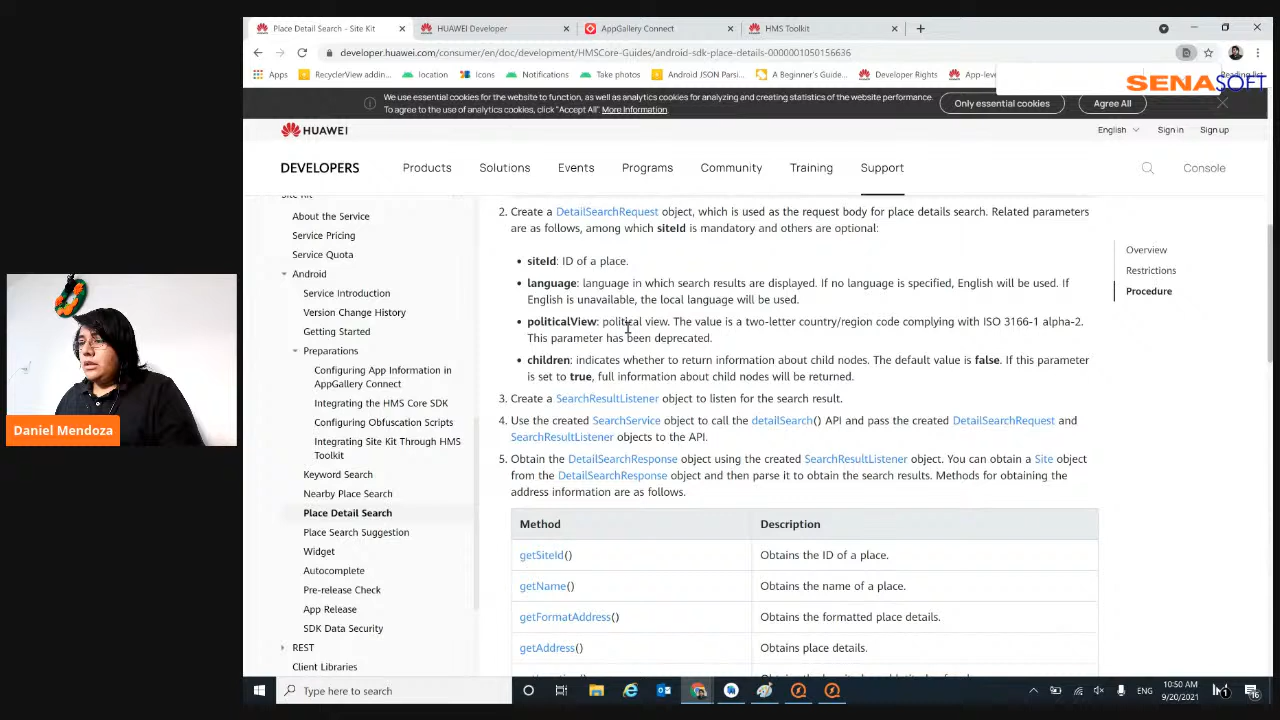 Place Detail Search - Site Kit
HUAWEI Developer
AppGallery Connect
HMS Toolkit
developer.huawei.com/consumer/en/doc/development/HMSCore-Guides/android-sdk-place-details-0000001050156636
Apps
RecyclerView addin...
location
Icons
Notifications
Take photos
Android JSON Parsi...
A Beginner's Guide...
Developer Rights
App-leve
Reading list
SENASOFT
We use essential cookies for the website to function, as well as analytics cookies for analyzing and creating statistics of the website performance.
To agree to the use of analytics cookies, click "Accept All". More Information
Only essential cookies
Agree All
HUAWEI
English
Sign in
Sign up
DEVELOPERS
Products
Solutions
Events
Programs
Community
Training
Support
Console
Site Kit
About the Service
Service Pricing
Service Quota
Android
Service Introduction
Version Change History
Getting Started
Preparations
Configuring App Information in
AppGallery Connect
Integrating the HMS Core SDK
Configuring Obfuscation Scripts
Integrating Site Kit Through HMS
Toolkit
Keyword Search
Nearby Place Search
Place Detail Search
Place Search Suggestion
Widget
Autocomplete
Pre-release Check
App Release
SDK Data Security
REST
Client Libraries
2. Create a DetailSearchRequest object, which is used as the request body for place details search. Related parameters
are as follows, among which siteId is mandatory and others are optional:
• siteId: ID of a place.
• language: language in which search results are displayed. If no language is specified, English will be used. If
English is unavailable, the local language will be used.
• politicalView: political view. The value is a two-letter country/region code complying with ISO 3166-1 alpha-2.
This parameter has been deprecated.
• children: indicates whether to return information about child nodes. The default value is false. If this parameter
is set to true, full information about child nodes will be returned.
3. Create a SearchResultListener object to listen for the search result.
4. Use the created SearchService object to call the detailSearch() API and pass the created DetailSearchRequest and
SearchResultListener objects to the API.
5. Obtain the DetailSearchResponse object using the created SearchResultListener object. You can obtain a Site object
from the DetailSearchResponse object and then parse it to obtain the search results. Methods for obtaining the
address information are as follows.
Method
Description
getSiteId()
Obtains the ID of a place.
getName()
Obtains the name of a place.
getFormatAddress()
Obtains the formatted place details.
getAddress()
Obtains place details.
Overview
Restrictions
Procedure
Daniel Mendoza
Type here to search
ENG
10:50 AM
9/20/2021